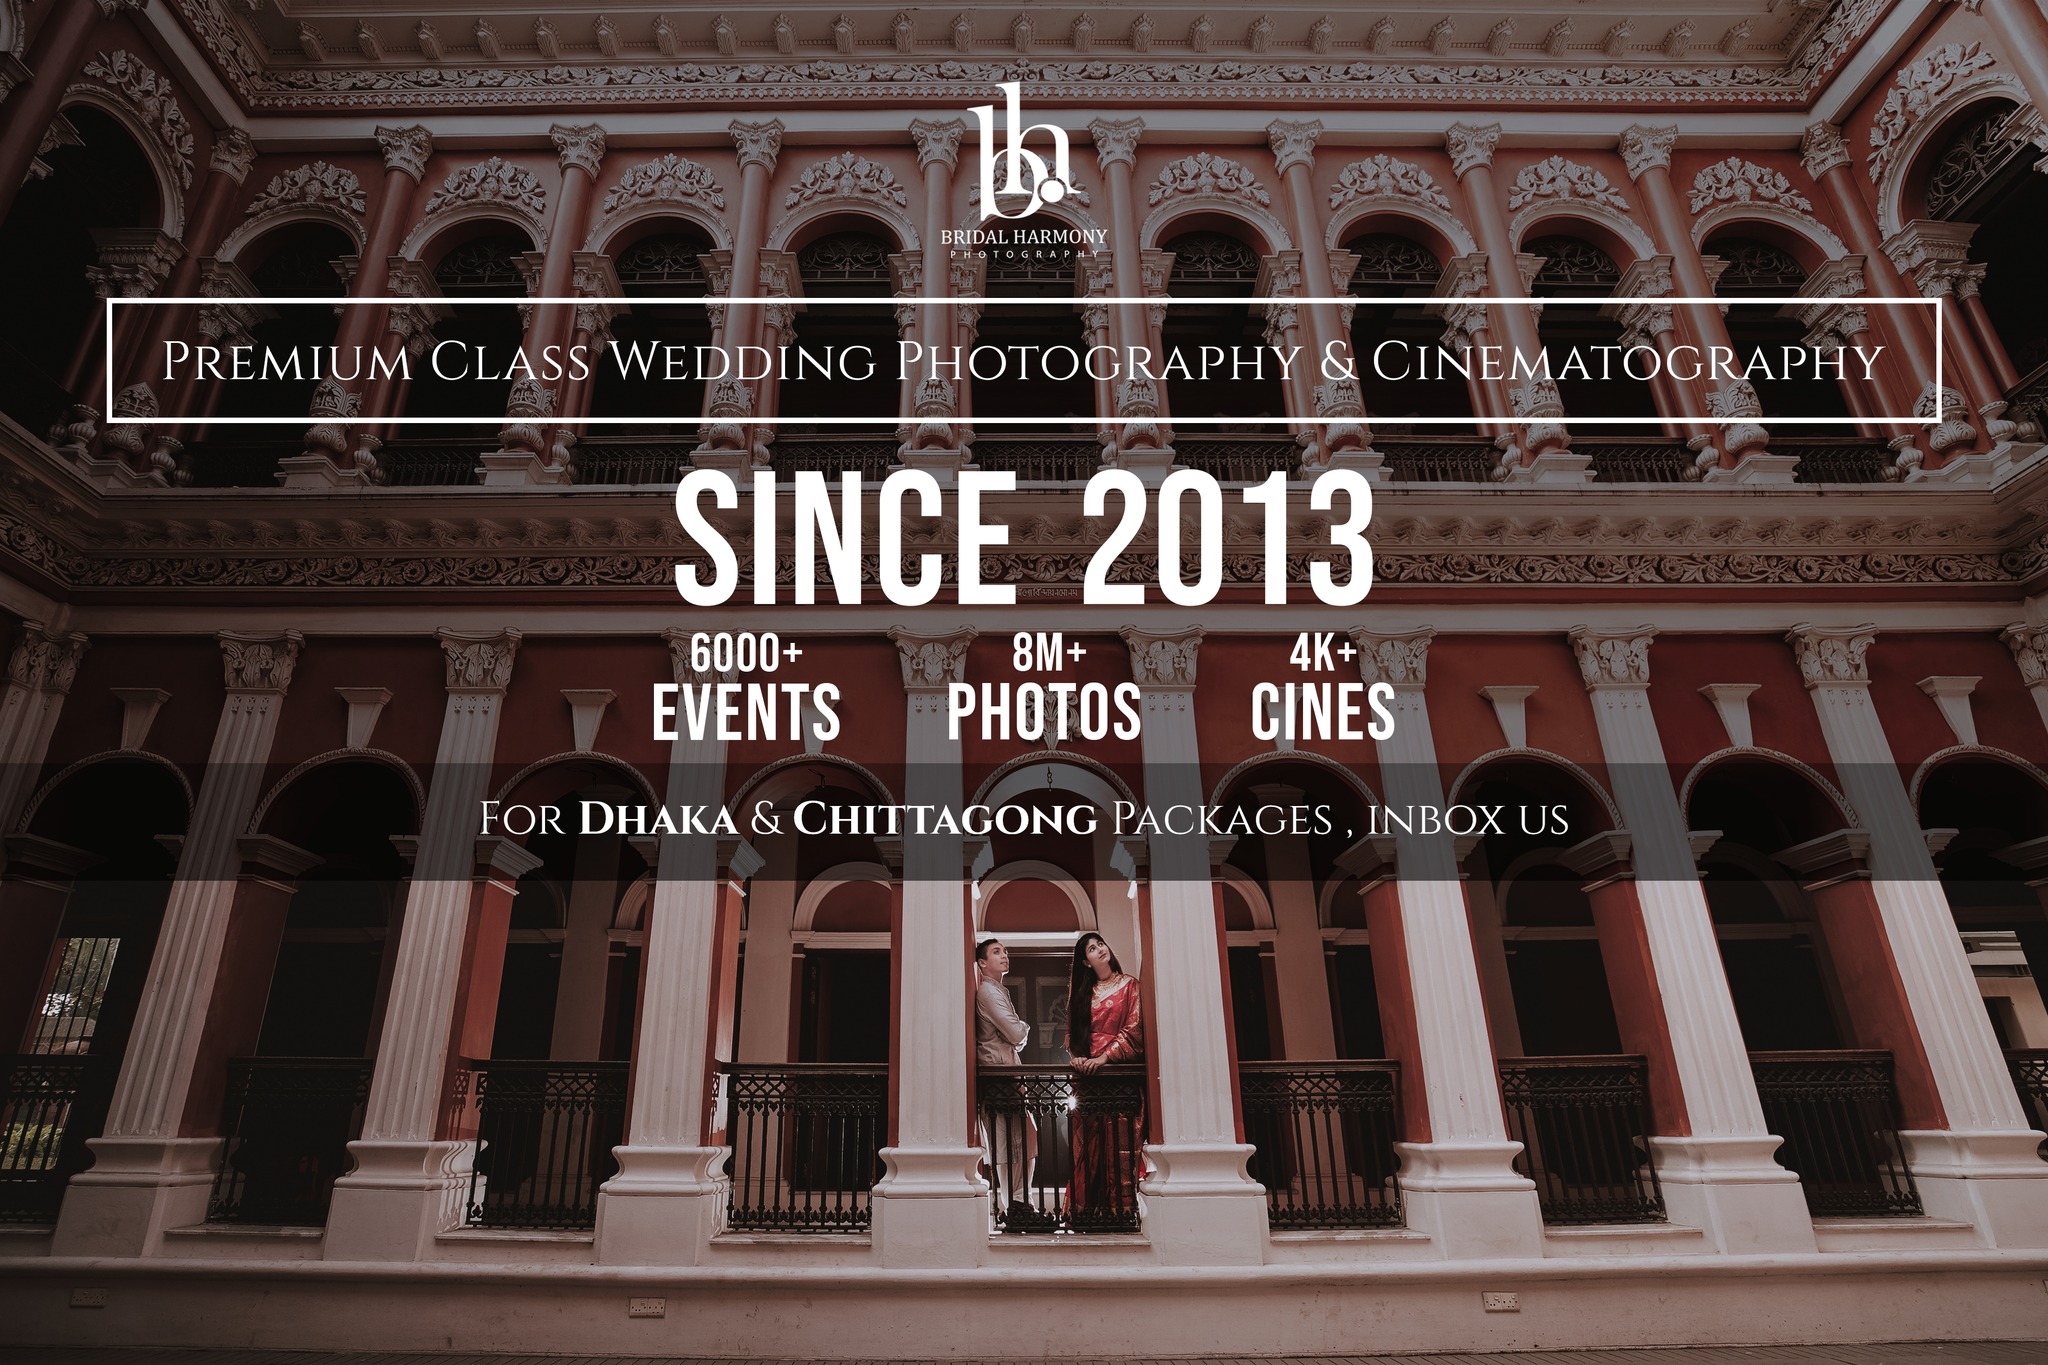 bh.
BRIDAL HARMONY
PHOTOGRAPHY
PREMIUM CLASS WEDDING PHOTOGRAPHY & CINEMATOGRAPHY
SINCE 2013
6000+ 8M+ 4K+
EVENTS PHOTOS CINES
FOR DHAKA & CHITTAGONG PACKAGES , INBOX US